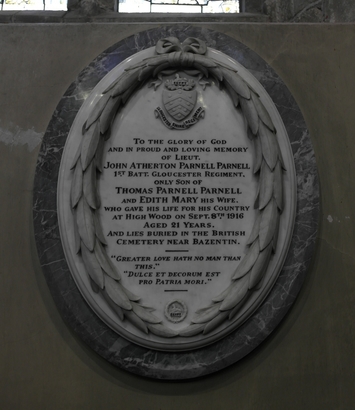 To the glory of God
and in proud and loving memory
of Lieut.
John Atherton Parnell Parnell
1st Batt. Gloucester Regiment,
only son of
Thomas Parnell Parnell
and Edith Mary his wife.
who gave his life for his country
at High Wood on Sept. 8th 1916
Aged 21 years.
And lies buried in the British
Cemetery near Bazentin.
"Greater love hath no man than
this."
"Dulce et decorum est
pro patria mori."